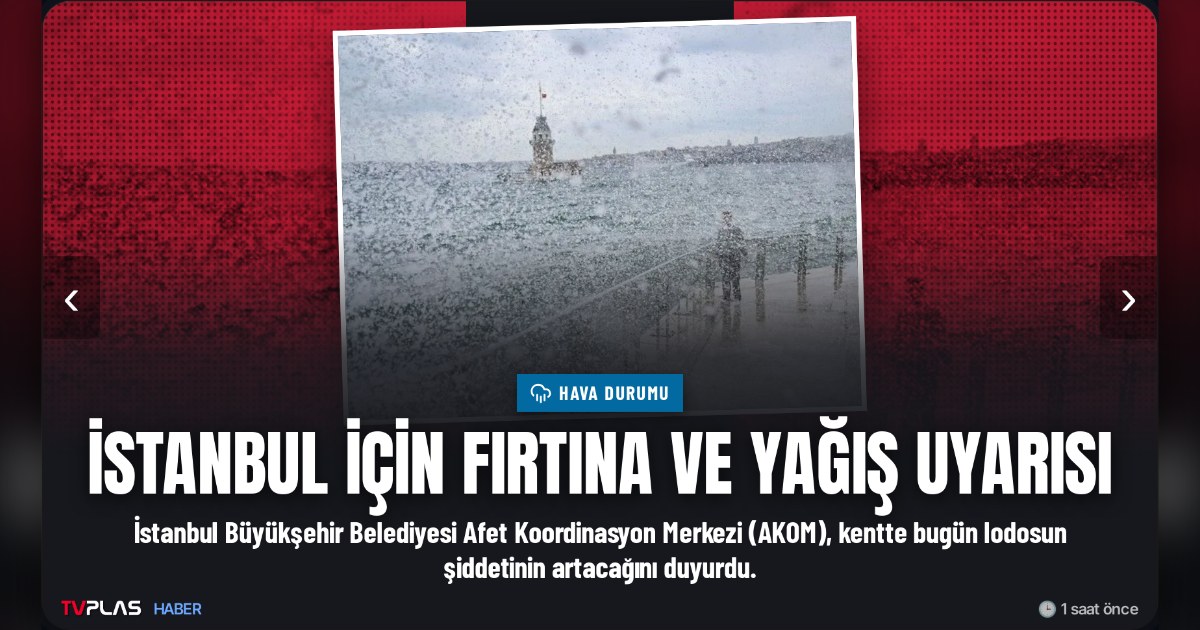 HAVA DURUMU
İSTANBUL İÇİN FIRTINA VE YAĞIŞ UYARISI
İstanbul Büyükşehir Belediyesi Afet Koordinasyon Merkezi (AKOM), kentte bugün lodosun
şiddetinin artacağını duyurdu.
TVPLAS HABER
1 saat önce